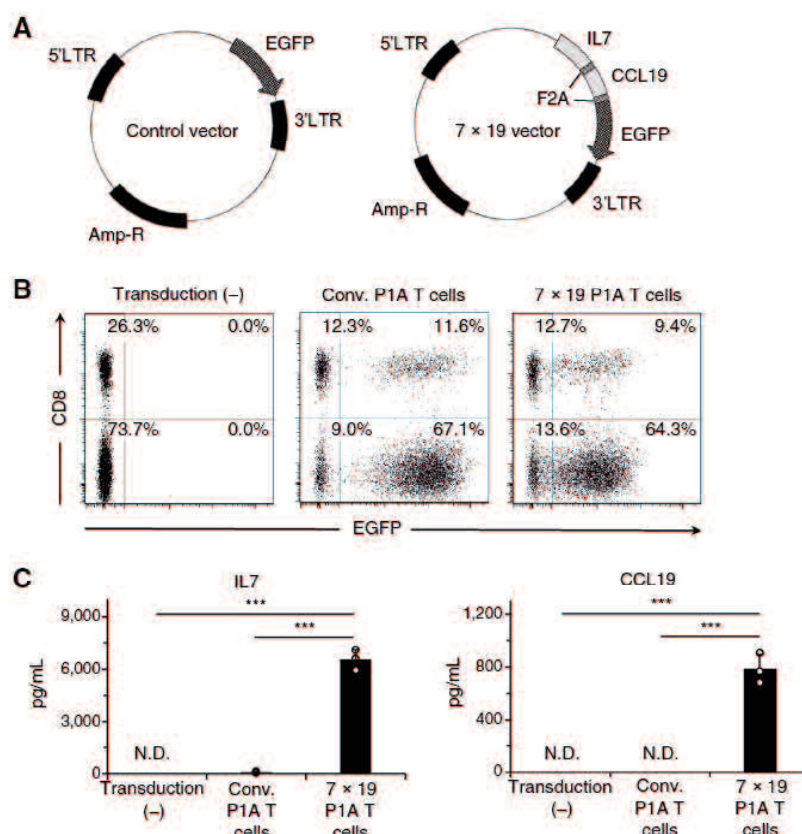 A
5'LTR
EGFP
Control vector
3'LTR
Amp-R
5'LTR
IL7
CCL19
F2A
7 × 19 vector
EGFP
3'LTR
Amp-R
B
Transduction (–)
Conv. P1A T cells
7 × 19 P1A T cells
26.3% 0.0%
12.3% 11.6%
12.7% 9.4%
73.7% 0.0%
9.0% 67.1%
13.6% 64.3%
CD8
EGFP
C
IL7
***
***
9,000
6,000
3,000
0
pg/mL
N.D.
Transduction
(–)
Conv.
P1A T
cells
7 × 19
P1A T
cells
CCL19
***
***
1,200
800
400
0
pg/mL
N.D.
N.D.
Transduction
(–)
Conv.
P1A T
cells
7 × 19
P1A T
cells